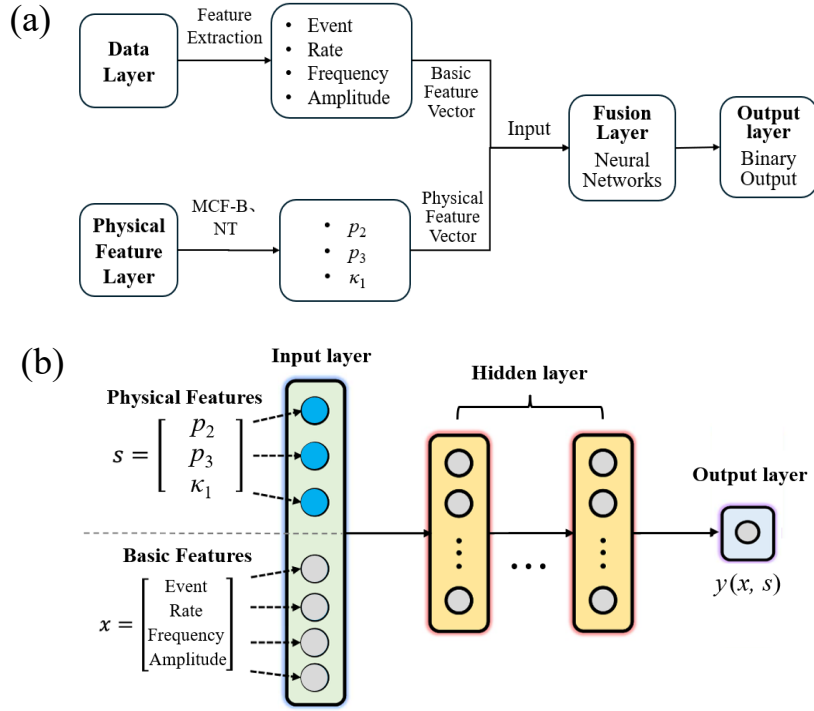 (a)
Data
Layer
Feature
Extraction
• Event
• Rate
• Frequency
• Amplitude
Basic
Feature
Vector
Input
Fusion
Layer
Neural
Networks
Output
layer
Binary
Output
Physical
Feature
Layer
MCF-B、
NT
• p₂
• p₃
• κ₁
Physical
Feature
Vector
(b)
Input layer
Physical Features
s =
p₂
p₃
κ₁
Basic Features
x =
Event
Rate
Frequency
Amplitude
Hidden layer
Output layer
y(x, s)